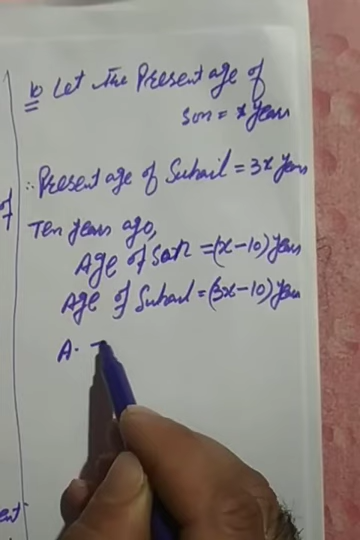 10 Let the Present age of
son = x years
∴ Present age of Suhail = 3x years
Ten years ago,
Age of son = (x-10) years
Age of Suhail = (3x-10) years
A.